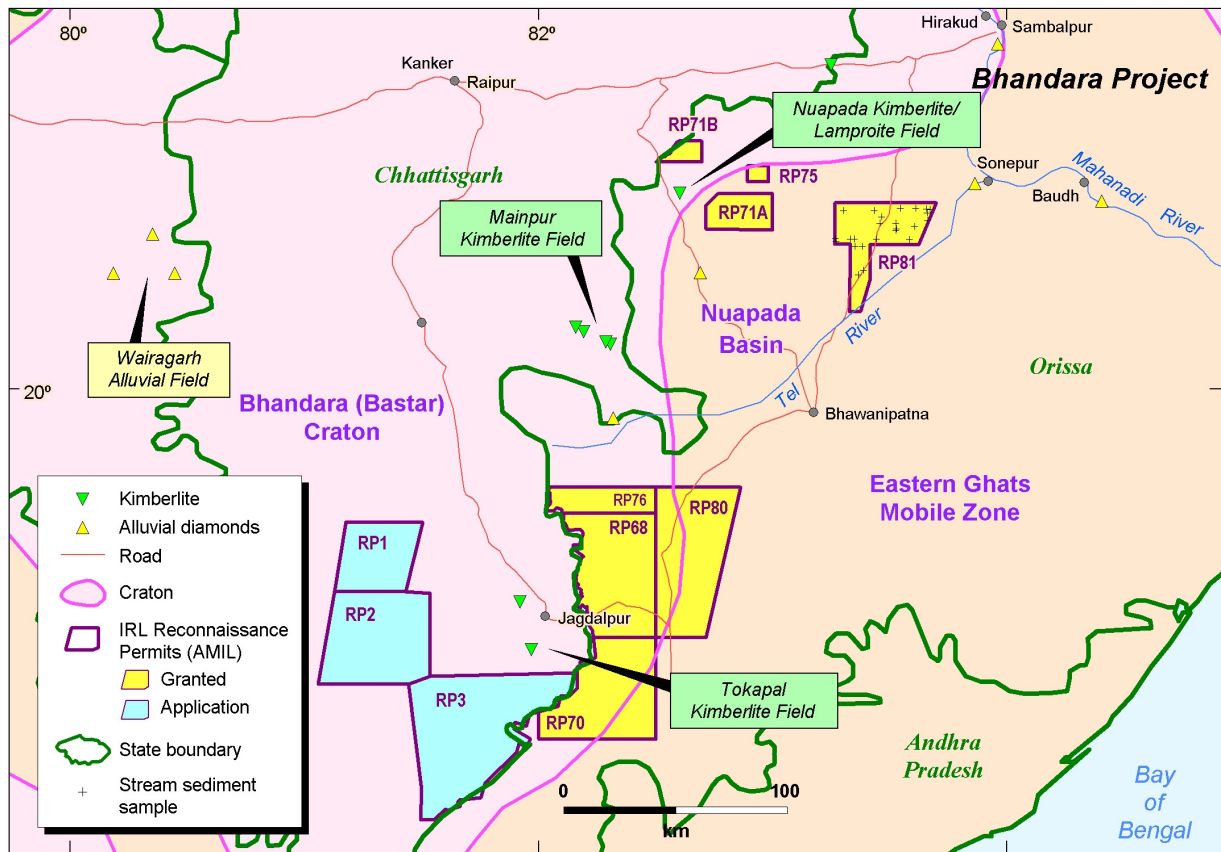 80º
82
Hirakud
Sambalpur
Kanker
Raipur
Bhandara Project
Nuapada Kimberlite/
Lamproite Field
RP71B
Chhattisgarh
RP75
Sonepur
Mahanadi
River
Baudh
RP71A
Mainpur
Kimberlite Field
RP81
Nuapada
Basin
River
Tel
Wairagarh
Alluvial Field
20º
Orissa
Bhandara (Bastar)
Craton
Bhawanipatna
Eastern Ghats
Mobile Zone
RP76
RP80
RP68
RP1
RP2
Jagdalpur
RP3
RP70
Tokapal
Kimberlite Field
Andhra
Pradesh
Bay
of
Bengal
0
100
km
Kimberlite
Alluvial diamonds
Road
Craton
IRL Reconnaissance
Permits (AMIL)
Granted
Application
State boundary
Stream sediment
sample